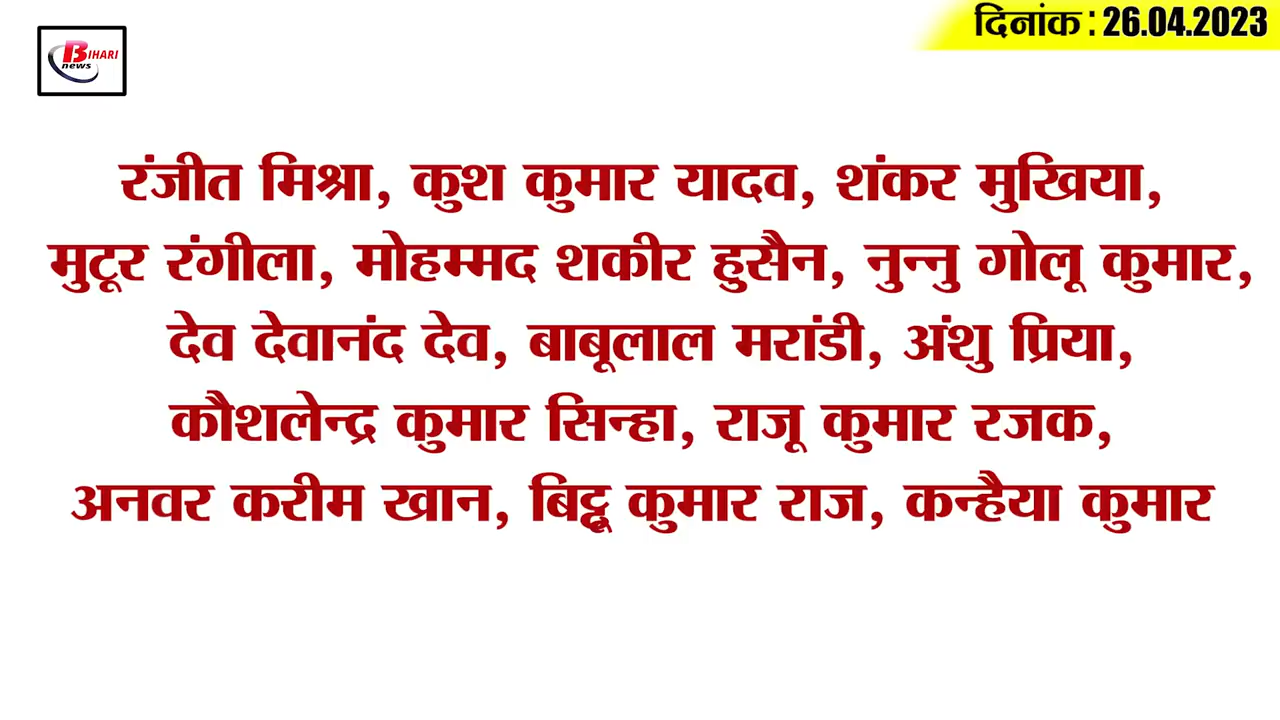 BIHARI
news
दिनांक : 26.04.2023
रंजीत मिश्रा, कुश कुमार यादव, शंकर मुखिया,
मुटूर रंगीला, मोहम्मद शकीर हुसैन, नुन्नु गोलू कुमार,
देव देवानंद देव, बाबूलाल मरांडी, अंशु प्रिया,
कौशलेन्द्र कुमार सिन्हा, राजू कुमार रजक,
अनवर करीम खान, बिट्टू कुमार राज, कन्हैया कुमार